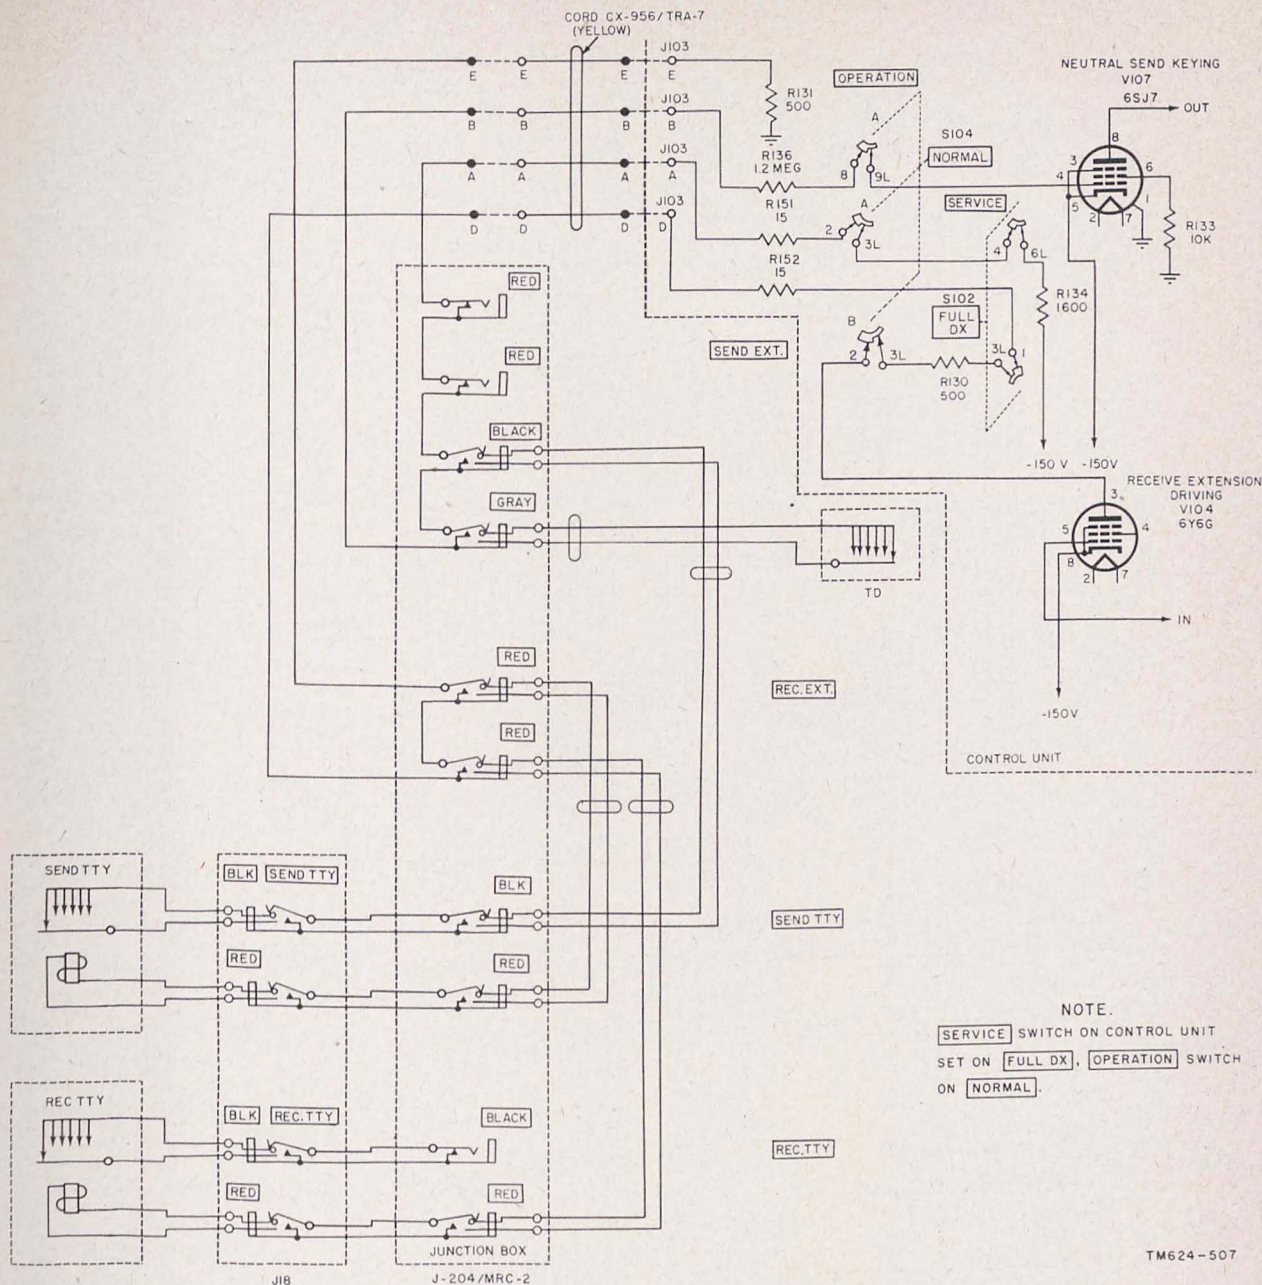 CORD CX-956/TRA-7
(YELLOW)
E E E J103 E
B B B J103 B
A A A J103 A
D D D J103 D
R131
500
OPERATION
NEUTRAL SEND KEYING
V107
6SJ7
OUT
A
S104
NORMAL
R136
1.2 MEG
8 9L
8
3 6
4
5 1
2 7
R133
10K
R151
15
A
2 3L
SERVICE
4 6L
R152
15
R134
1600
S102
FULL
DX
B
2 3L
R130
500
3L 1
-150 V -150V
RED
SEND EXT.
RED
BLACK
GRAY
TD
RECEIVE EXTENSION
DRIVING
V104
6Y6G
3
5 4
8
2 7
IN
-150V
RED
REC. EXT.
RED
CONTROL UNIT
SEND TTY
BLK SEND TTY
BLK
SEND TTY
RED
RED
NOTE.
SERVICE SWITCH ON CONTROL UNIT
SET ON FULL DX, OPERATION SWITCH
ON NORMAL.
REC TTY
BLK REC. TTY
BLACK
REC. TTY
RED
RED
JUNCTION BOX
J18
J-204/MRC-2
TM624-507